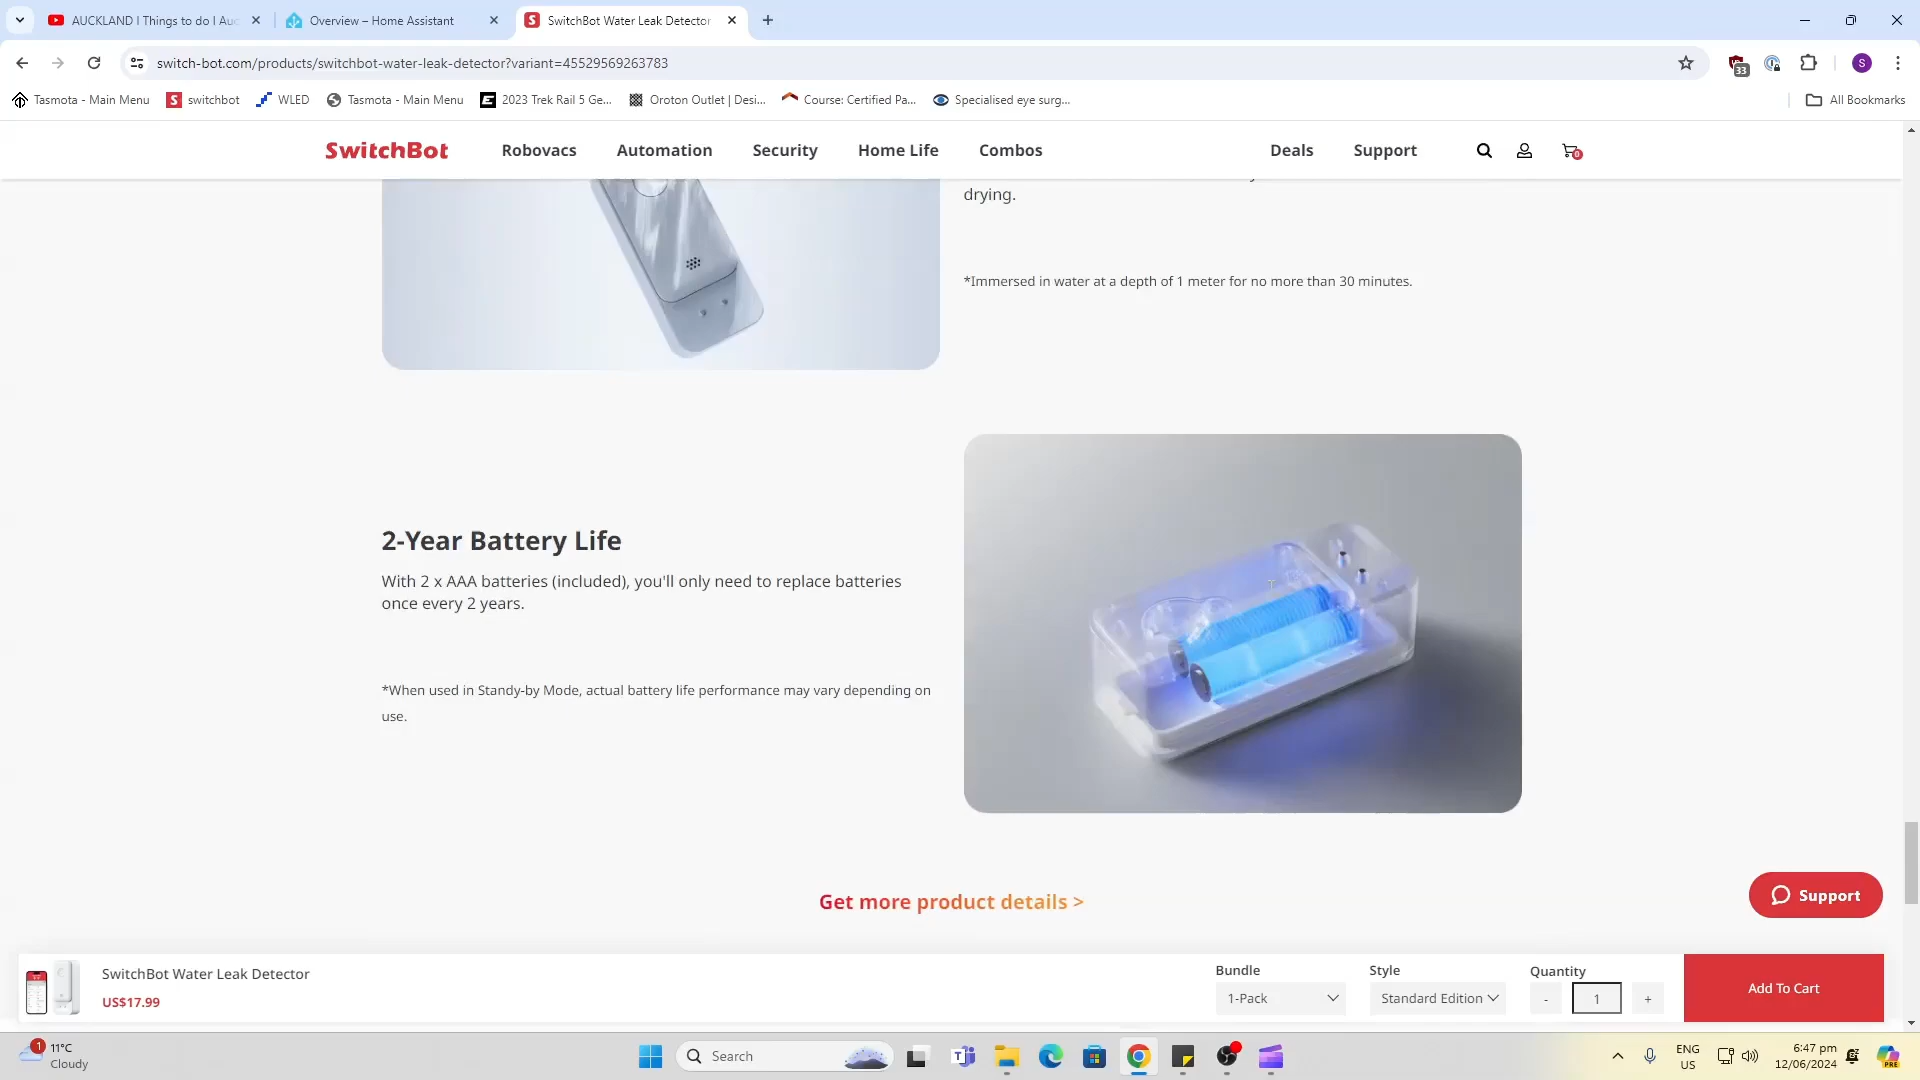 AUCKLAND I Things to do I Auc
Overview – Home Assistant
SwitchBot Water Leak Detector
switch-bot.com/products/switchbot-water-leak-detector?variant=45529569263783
33
S
Tasmota - Main Menu
switchbot
WLED
Tasmota - Main Menu
2023 Trek Rail 5 Ge...
Oroton Outlet | Desi...
Course: Certified Pa...
Specialised eye surg...
All Bookmarks
SwitchBot
Robovacs
Automation
Security
Home Life
Combos
Deals
Support
0
drying.
*Immersed in water at a depth of 1 meter for no more than 30 minutes.
2-Year Battery Life
With 2 x AAA batteries (included), you'll only need to replace batteries
once every 2 years.
*When used in Standy-by Mode, actual battery life performance may vary depending on
use.
Get more product details >
Support
SwitchBot Water Leak Detector
US$17.99
Bundle
1-Pack
Style
Standard Edition
Quantity
-
1
+
Add To Cart
1
11°C
Cloudy
Search
ENG
US
6:47 pm
12/06/2024
PRE